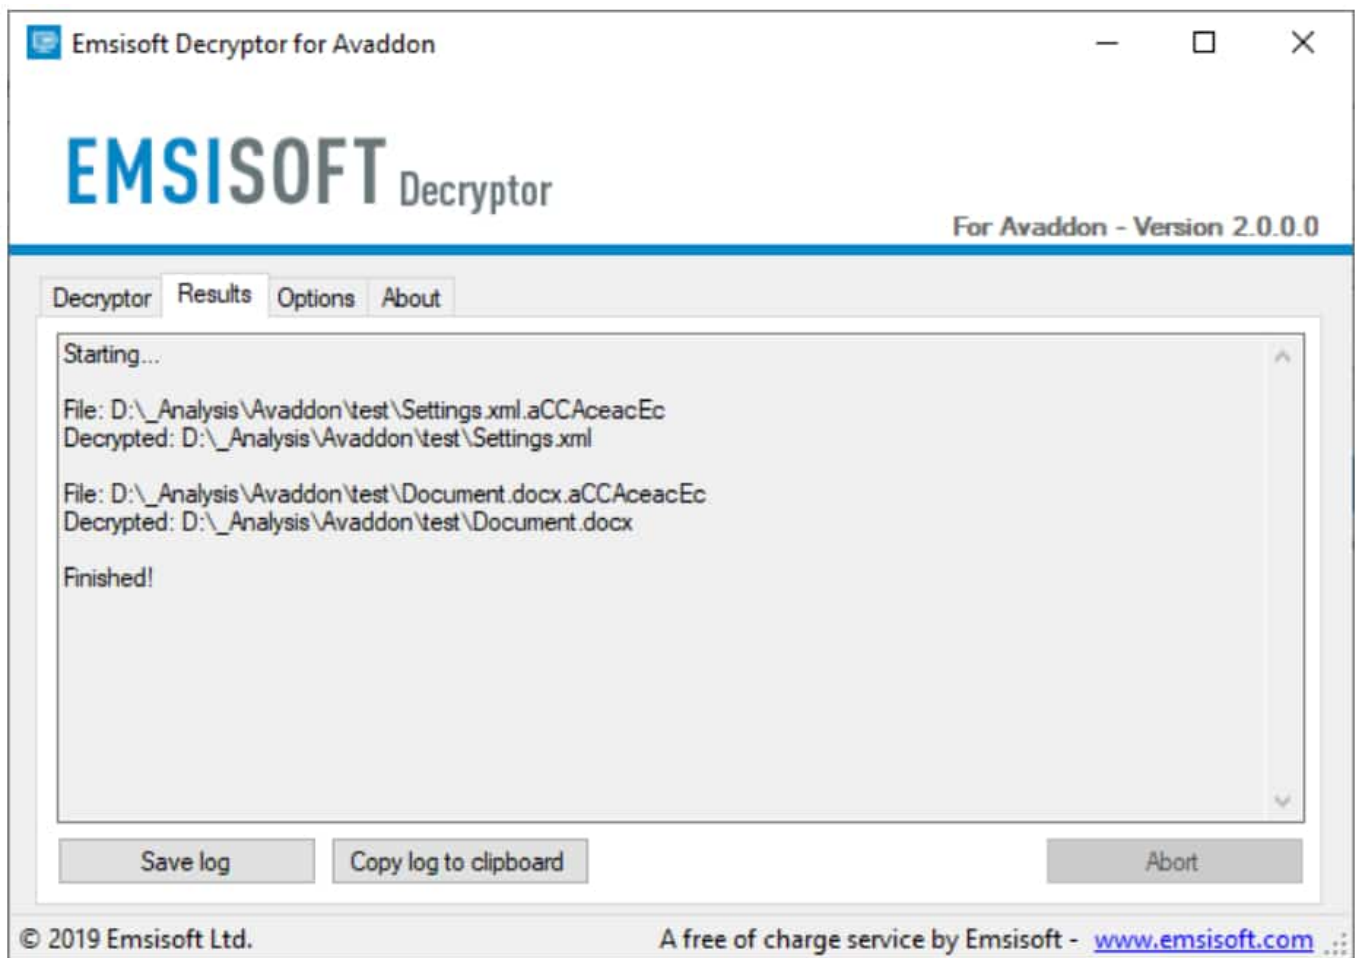 Emsisoft Decryptor for Avaddon
EMSISOFT Decryptor
For Avaddon - Version 2.0.0.0
Decryptor Results Options About
Starting...
File: D:\_Analysis\Avaddon\test\Settings.xml.aCCAceacEc
Decrypted: D:\_Analysis\Avaddon\test\Settings.xml
File: D:\_Analysis\Avaddon\test\Document.docx.aCCAceacEc
Decrypted: D:\_Analysis\Avaddon\test\Document.docx
Finished!
Save log Copy log to clipboard Abort
© 2019 Emsisoft Ltd. A free of charge service by Emsisoft - www.emsisoft.com